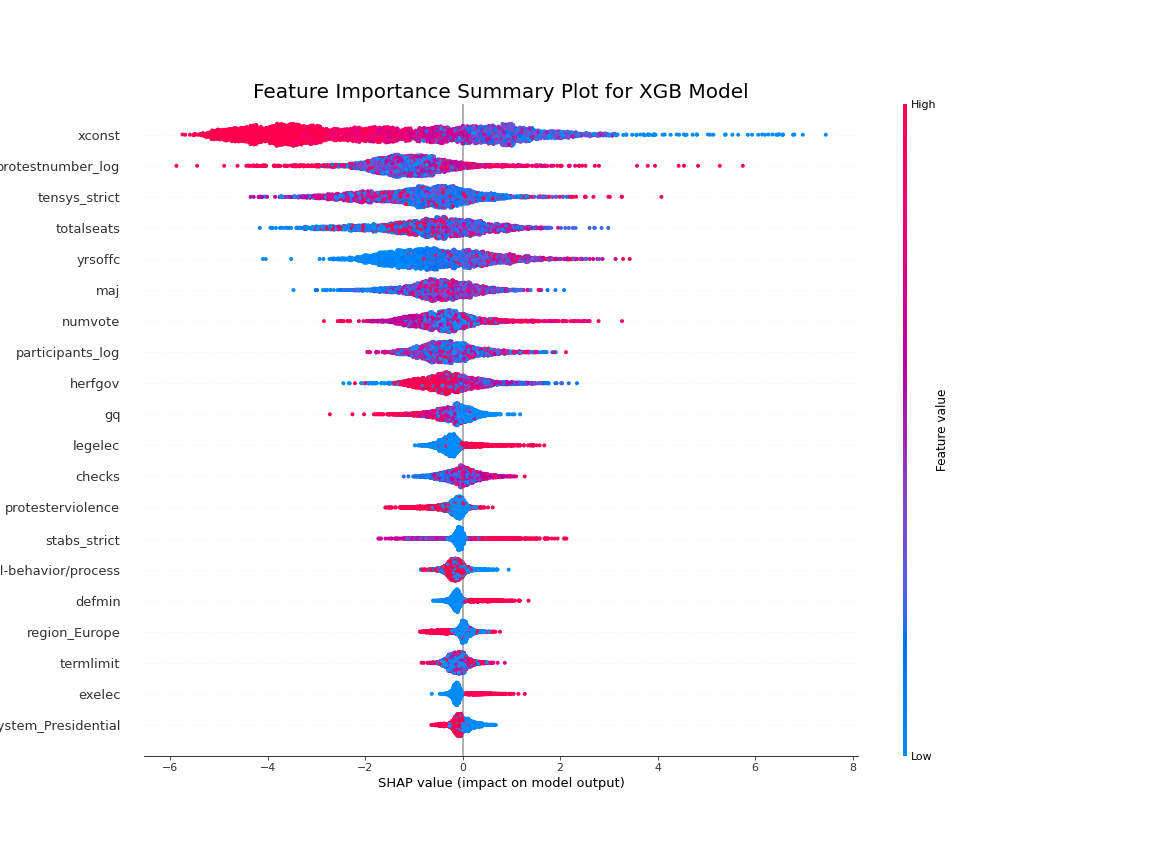 Feature Importance Summary Plot for XGB Model
High
xconst
protestnumber_log
tensys_strict
totalseats
yrsoffc
maj
numvote
participants_log
herfgov
gq
legelec
checks
protesterviolence
stabs_strict
l-behavior/process
defmin
region_Europe
termlimit
exelec
ystem_Presidential
Feature value
Low
−6 −4 −2 0 2 4 6 8
SHAP value (impact on model output)